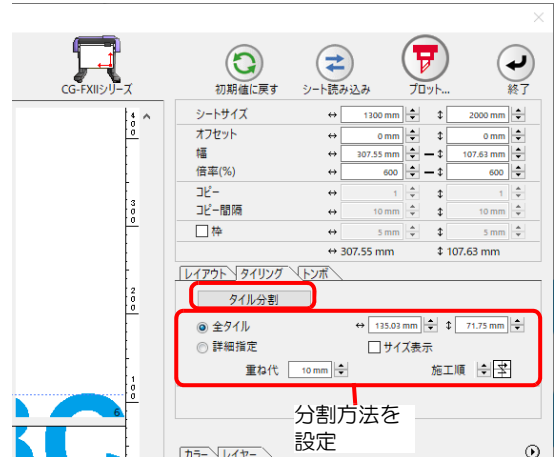 CG-FXIIシリーズ
初期値に戻す シート読み込み プロット... 終了
シートサイズ ↔ 1300 mm ↕ 2000 mm
オフセット ↔ 0 mm ↕ 0 mm
幅 ↔ 307.55 mm ↕ 107.63 mm
倍率(%) ↔ 600 ↕ 600
コピー ↔ 1 ↕ 1
コピー間隔 ↔ 10 mm ↕ 10 mm
枠 ↔ 5 mm ↕ 5 mm
↔ 307.55 mm ↕ 107.63 mm
レイアウト タイリング トンボ
タイル分割
全タイル ↔ 135.03 mm ↕ 71.75 mm
詳細指定 サイズ表示
重ね代 10 mm 施工順
分割方法を
設定
カラー レイヤー
400
300
200
100
6